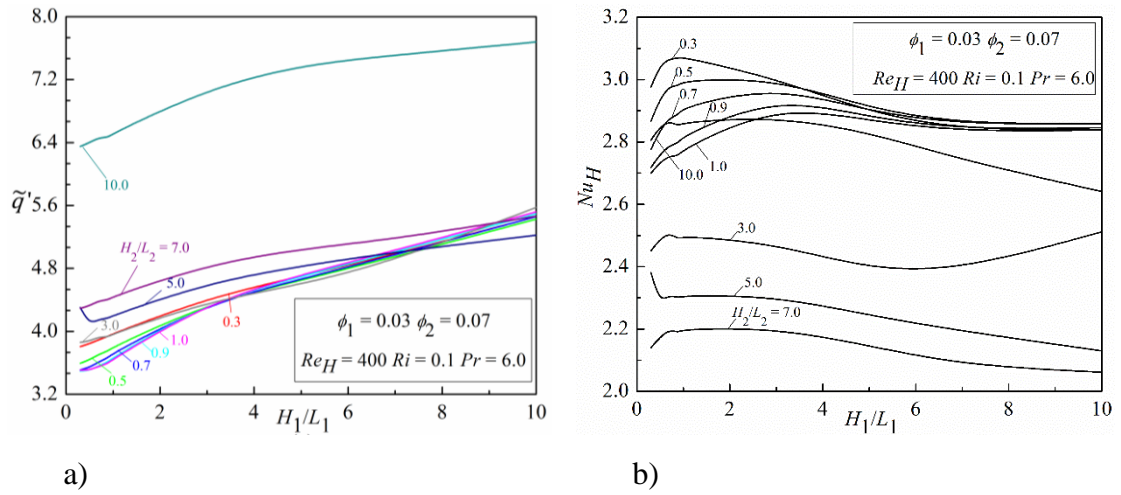 8.0
7.2
6.4
5.6
4.8
4.0
3.2
q̃'
10.0
H2/L2 = 7.0
5.0
3.0
0.3
1.0
0.9
0.7
0.5
ϕ1 = 0.03 ϕ2 = 0.07
ReH = 400 Ri = 0.1 Pr = 6.0
0 2 4 6 8 10
H1/L1
a)
3.2
3.0
2.8
2.6
2.4
2.2
2.0
NuH
0.3
0.5
0.7
0.9
10.0
1.0
3.0
5.0
H2/L2 = 7.0
ϕ1 = 0.03 ϕ2 = 0.07
ReH = 400 Ri = 0.1 Pr = 6.0
0 2 4 6 8 10
H1/L1
b)